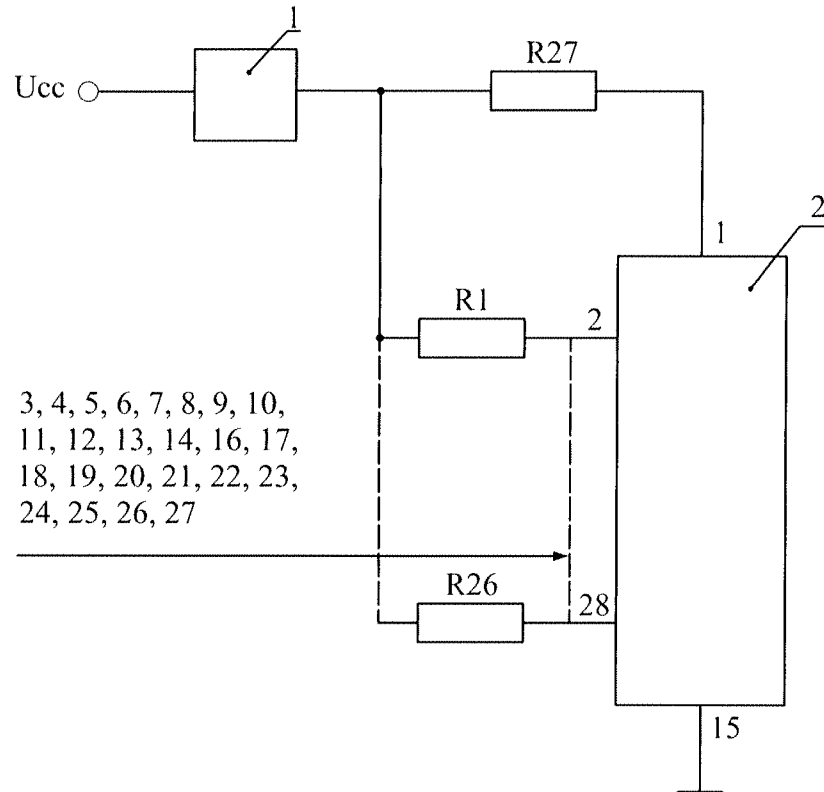 1
R27
Ucc
2
1
R1
2
3, 4, 5, 6, 7, 8, 9, 10,
11, 12, 13, 14, 16, 17,
18, 19, 20, 21, 22, 23,
24, 25, 26, 27
R26
28
15